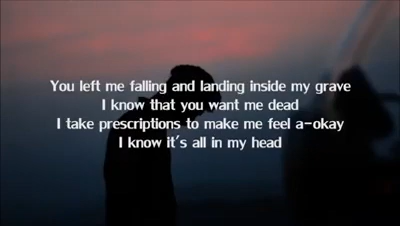 You left me falling and landing inside my grave
I know that you want me dead
I take prescriptions to make me feel a-okay
I know it's all in my head